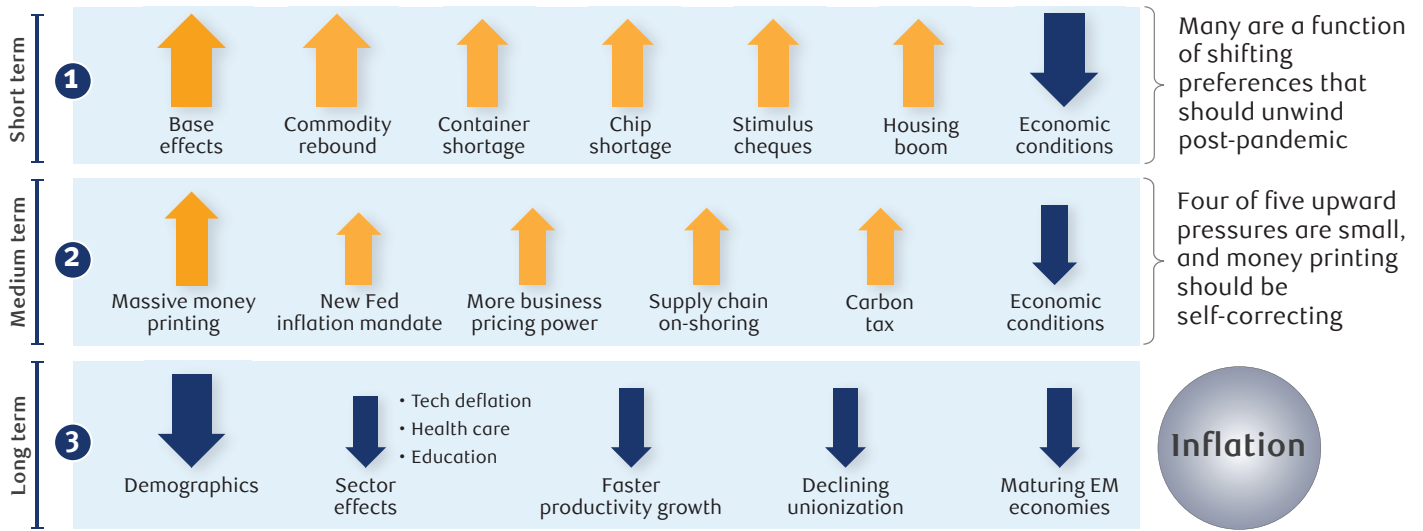 Short term
1
Base
effects
Commodity
rebound
Container
shortage
Chip
shortage
Stimulus
cheques
Housing
boom
Economic
conditions
Many are a function
of shifting
preferences that
should unwind
post-pandemic
Medium term
2
Massive money
printing
New Fed
inflation mandate
More business
pricing power
Supply chain
on-shoring
Carbon
tax
Economic
conditions
Four of five upward
pressures are small,
and money printing
should be
self-correcting
Long term
3
Demographics
Sector
effects
• Tech deflation
• Health care
• Education
Faster
productivity growth
Declining
unionization
Maturing EM
economies
Inflation